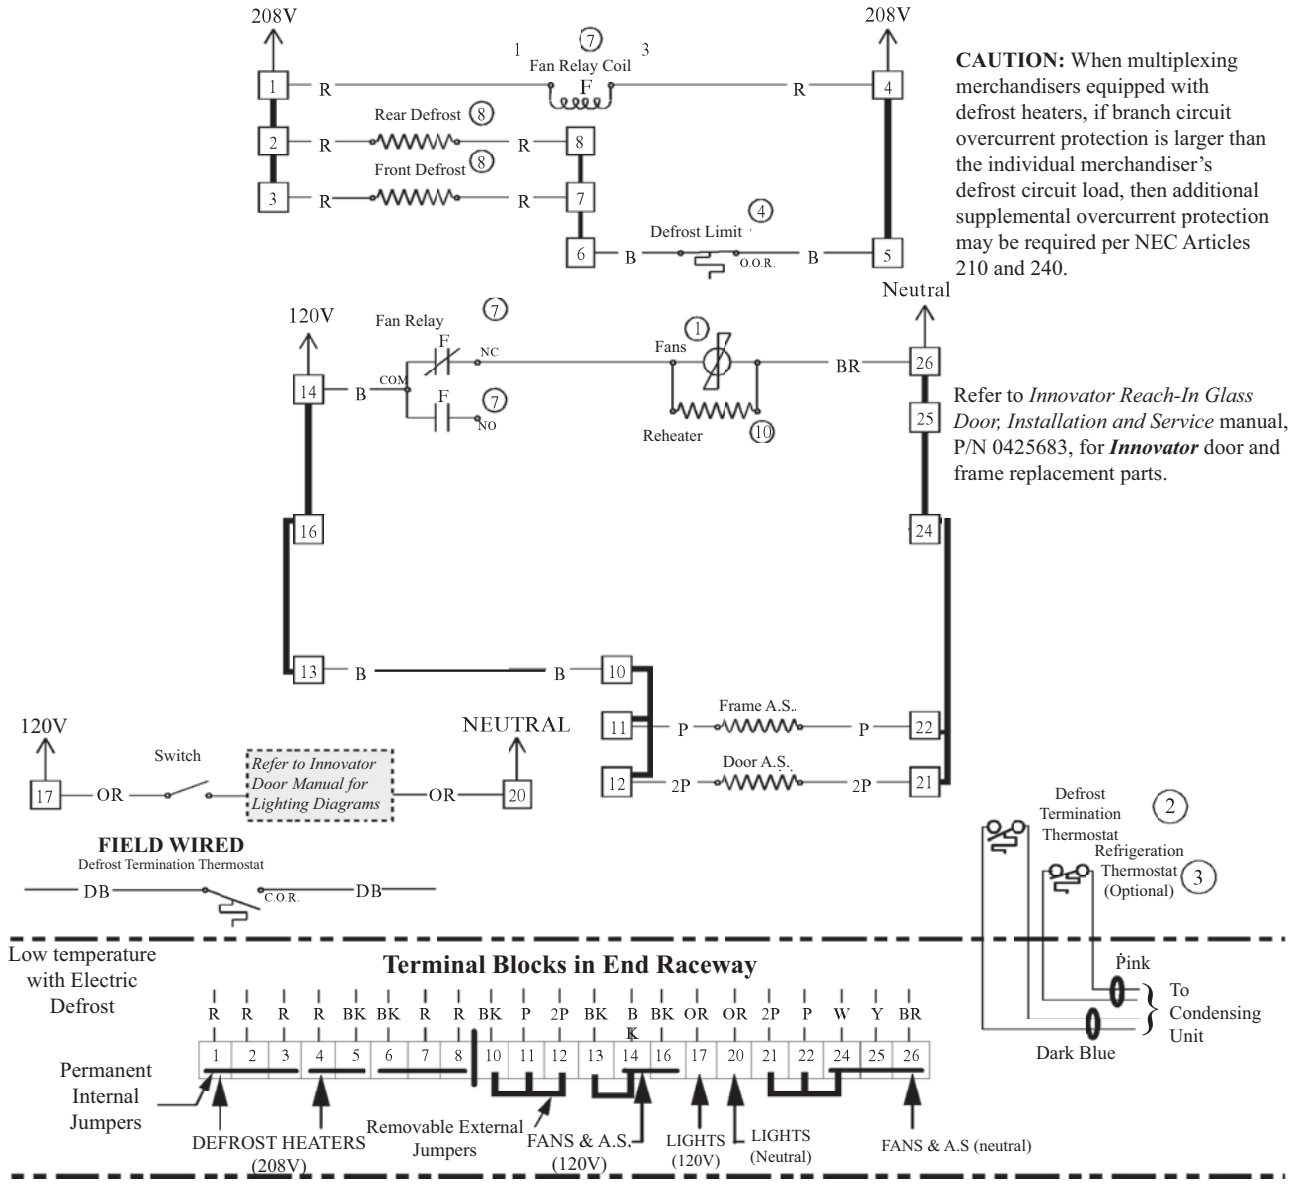 208V
208V
7
1
3
Fan Relay Coil
F
1
R
R
4
CAUTION: When multiplexing
merchandisers equipped with
defrost heaters, if branch circuit
overcurrent protection is larger than
the individual merchandiser's
defrost circuit load, then additional
supplemental overcurrent protection
may be required per NEC Articles
210 and 240.
Rear Defrost
8
2
R
R
8
Front Defrost
8
3
R
R
7
Defrost Limit
4
6
B
O.O.R.
B
5
Neutral
120V
Fan Relay
7
F
NC
Fans
1
BR
26
14
B
COM
F
7
NO
Reheater
10
25
Refer to Innovator Reach-In Glass
Door, Installation and Service manual,
P/N 0425683, for Innovator door and
frame replacement parts.
16
24
13
B
B
10
Frame A.S.
11
P
P
22
Door A.S.
12
2P
2P
21
120V
NEUTRAL
Switch
Refer to Innovator
Door Manual for
Lighting Diagrams
17
OR
OR
20
FIELD WIRED
Defrost Termination Thermostat
DB
C.O.R.
DB
Defrost
Termination
Thermostat
2
Refrigeration
Thermostat
(Optional)
3
Pink
To
Condensing
Unit
Dark Blue
Low temperature
with Electric
Defrost
Terminal Blocks in End Raceway
R R R R BK BK R R BK P 2P BK BK BK OR OR 2P P W Y BR
1 2 3 4 5 6 7 8 10 11 12 13 14 16 17 20 21 22 24 25 26
Permanent
Internal
Jumpers
DEFROST HEATERS
(208V)
Removable External
Jumpers
FANS & A.S.
(120V)
LIGHTS
(120V)
LIGHTS
(Neutral)
FANS & A.S (neutral)